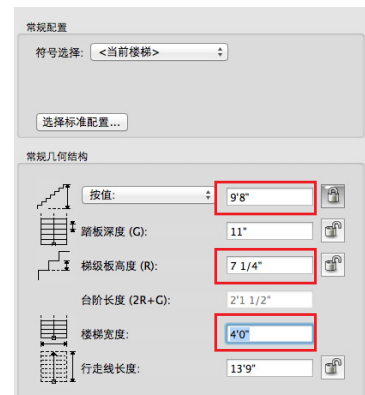 常规配置
符号选择: <当前楼梯>
选择标准配置...
常规几何结构
按值: 9'8"
踏板深度 (G): 11"
梯级板高度 (R): 7 1/4"
台阶长度 (2R+G): 2'1 1/2"
楼梯宽度: 4'0"
行走线长度: 13'9"